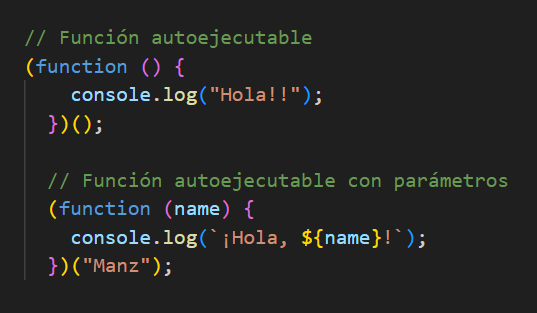 // Función autoejecutable
(function () {
console.log("Hola!!");
})();
// Función autoejecutable con parámetros
(function (name) {
console.log(`¡Hola, ${name}!`);
})("Manz");